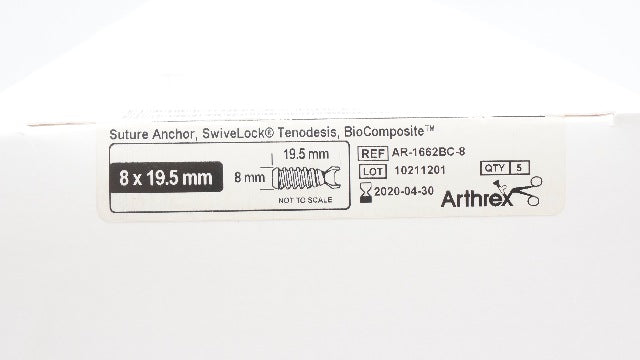 Suture Anchor, SwiveLock® Tenodesis, BioComposite™
8 x 19.5 mm
19.5 mm
8 mm
NOT TO SCALE
REF AR-1662BC-8
LOT 10211201
QTY 5
2020-04-30
Arthrex